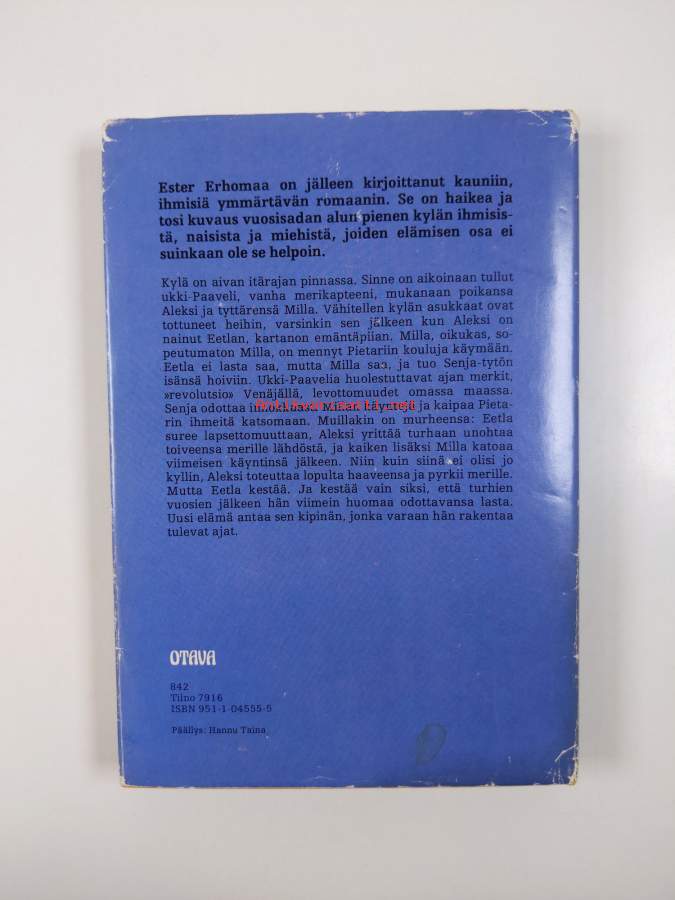 Ester Erhomaa on jälleen kirjoittanut kauniin,
ihmisiä ymmärtävän romaanin. Se on haikea ja
tosi kuvaus vuosisadan alun pienen kylän ihmisis-
tä, naisista ja miehistä, joiden elämisen osa ei
suinkaan ole se helpoin.
Kylä on aivan itärajan pinnassa. Sinne on aikoinaan tullut
ukki-Paaveli, vanha merikapteeni, mukanaan poikansa
Aleksi ja tyttärensä Milla. Vähitellen kylän asukkaat ovat
tottuneet heihin, varsinkin sen jälkeen kun Aleksi on
nainut Eetlan, kartanon emäntäpiian. Milla, oikukas, so-
peutumaton Milla, on mennyt Pietariin kouluja käymään.
Eetla ei lasta saa, mutta Milla saa, ja tuo Senja-tytön
isänsä hoiviin. Ukki-Paavelia huolestuttavat ajan merkit,
»revolutsio» Venäjällä, levottomuudet omassa maassa.
Senja odottaa Millan käyntejä ja kaipaa Pieta-
rin ihmeitä katsomaan. Muillakin on murheensa: Eetla
suree lapsettomuuttaan, Aleksi yrittää turhaan unohtaa
toiveensa merille lähdöstä, ja kaiken lisäksi Milla katoaa
viimeisen käyntinsä jälkeen. Niin kuin siinä ei olisi jo
kyllin, Aleksi toteuttaa lopulta haaveensa ja pyrkii merille.
Mutta Eetla kestää. Ja kestää vain siksi, että turhien
vuosien jälkeen hän viimein huomaa odottavansa lasta.
Uusi elämä antaa sen kipinän, jonka varaan hän rakentaa
tulevat ajat.
OTAVA
842
Tilno 7916
ISBN 951-1-04555-5
Päällys: Hannu Taina